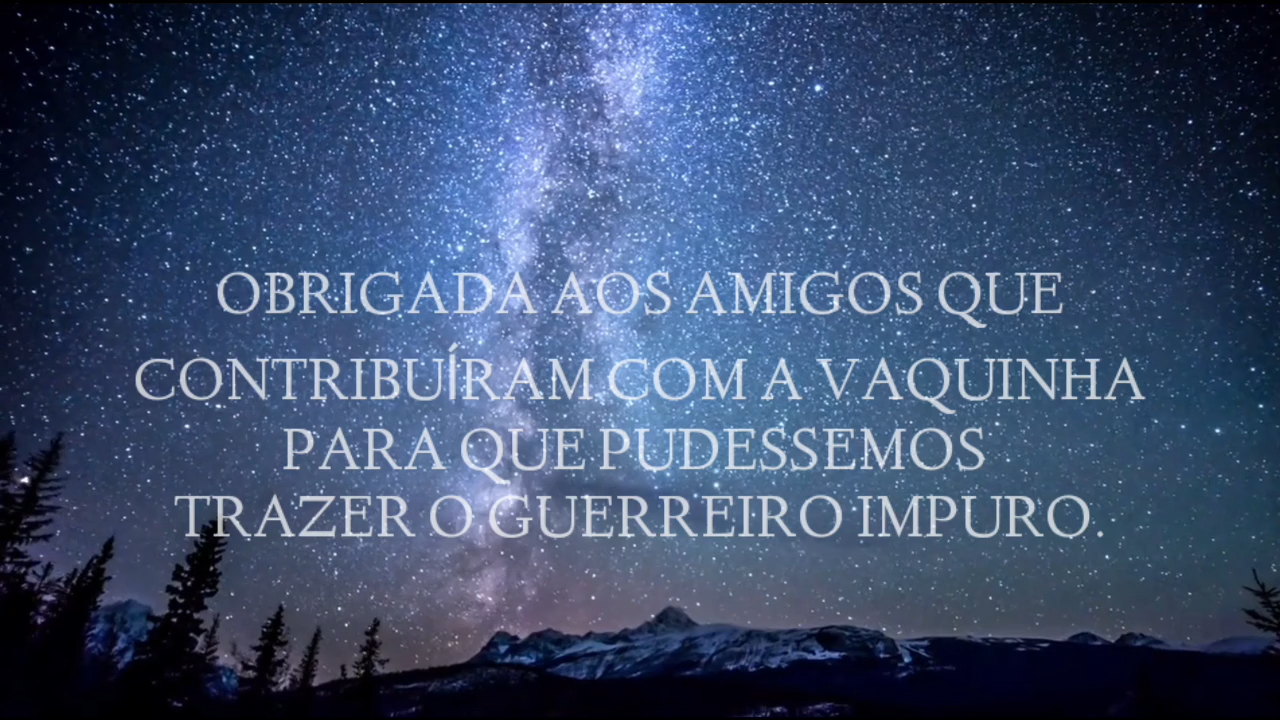 OBRIGADA AOS AMIGOS QUE
CONTRIBUÍRAM COM A VAQUINHA
PARA QUE PUDESSEMOS
TRAZER O GUERREIRO IMPURO.